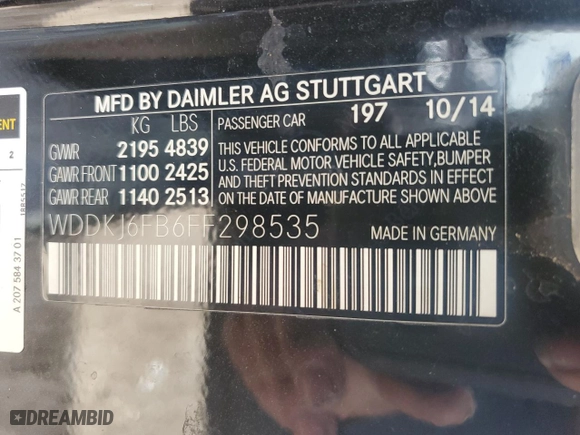 MFD BY DAIMLER AG STUTTGART
KG LBS
PASSENGER CAR 197 10/14
GVWR 2195 4839
GAWR FRONT 1100 2425
GAWR REAR 1140 2513
THIS VEHICLE CONFORMS TO ALL APPLICABLE
U.S. FEDERAL MOTOR VEHICLE SAFETY, BUMPER
AND THEFT PREVENTION STANDARDS IN EFFECT
ON THE DATE OF MANUFACTURE SHOWN ABOVE
WDDKJ6FB6FF298535
MADE IN GERMANY
2
A 207 584 37 01
DREAMBID